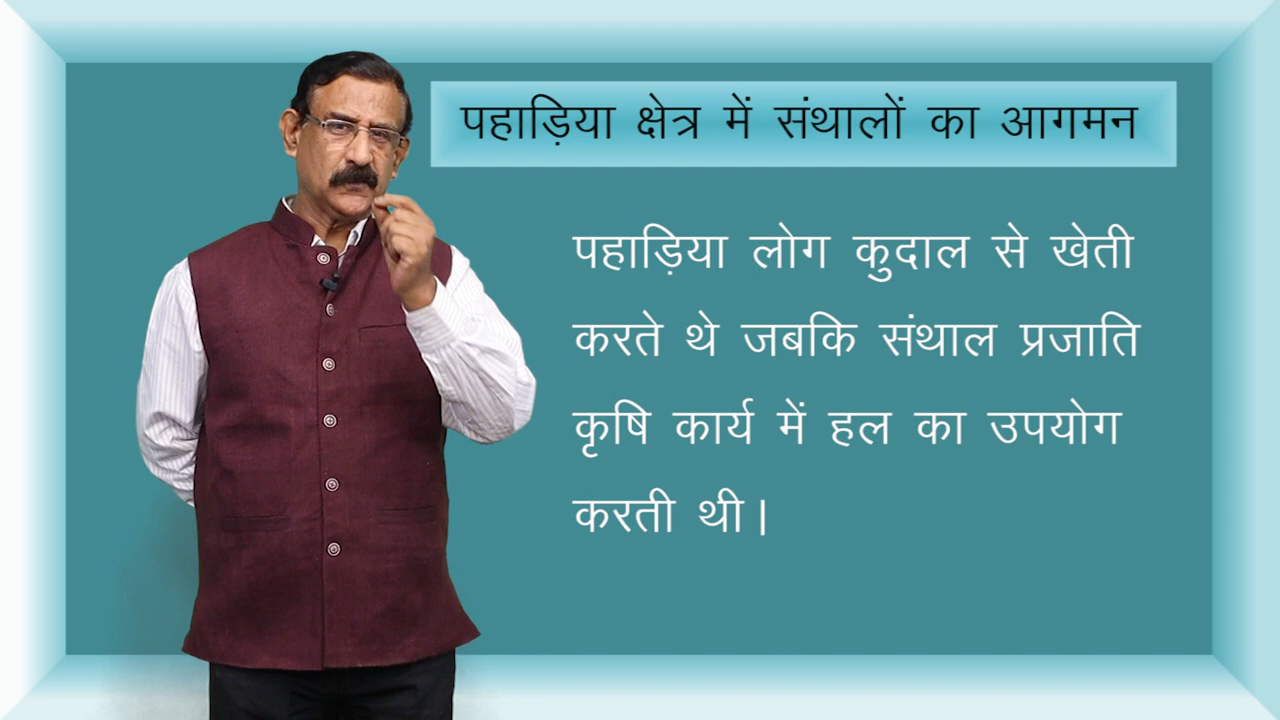 पहाड़िया क्षेत्र में संथालों का आगमन
पहाड़िया लोग कुदाल से खेती
करते थे जबकि संथाल प्रजाति
कृषि कार्य में हल का उपयोग
करती थी।